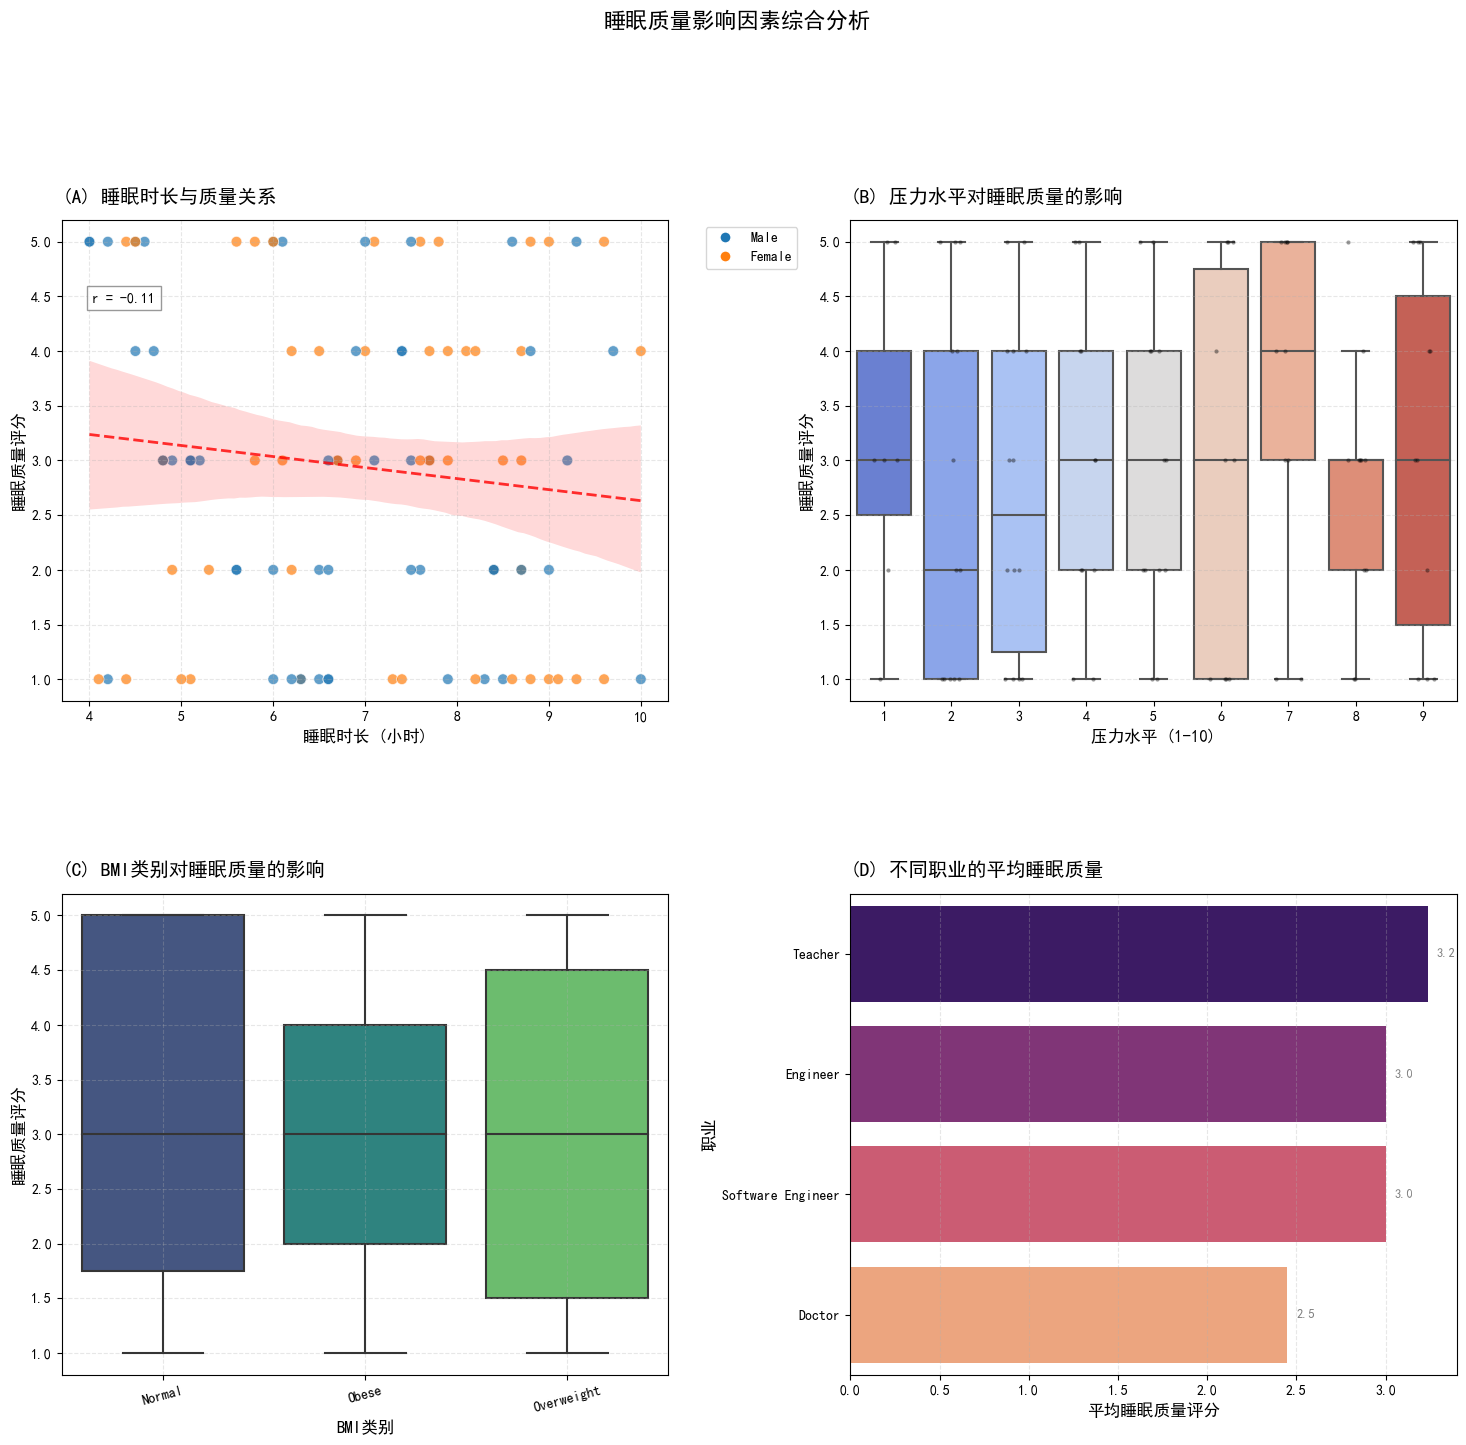 睡眠质量影响因素综合分析
(A) 睡眠时长与质量关系
5.0
4.5
4.0
3.5
3.0
2.5
2.0
1.5
1.0
睡眠质量评分
r = -0.11
4 5 6 7 8 9 10
睡眠时长 (小时)
Male
Female
(B) 压力水平对睡眠质量的影响
5.0
4.5
4.0
3.5
3.0
2.5
2.0
1.5
1.0
睡眠质量评分
1 2 3 4 5 6 7 8 9
压力水平 (1-10)
(C) BMI类别对睡眠质量的影响
5.0
4.5
4.0
3.5
3.0
2.5
2.0
1.5
1.0
睡眠质量评分
Normal Obese Overweight
BMI类别
(D) 不同职业的平均睡眠质量
职业
Teacher 3.2
Engineer 3.0
Software Engineer 3.0
Doctor 2.5
0.0 0.5 1.0 1.5 2.0 2.5 3.0
平均睡眠质量评分